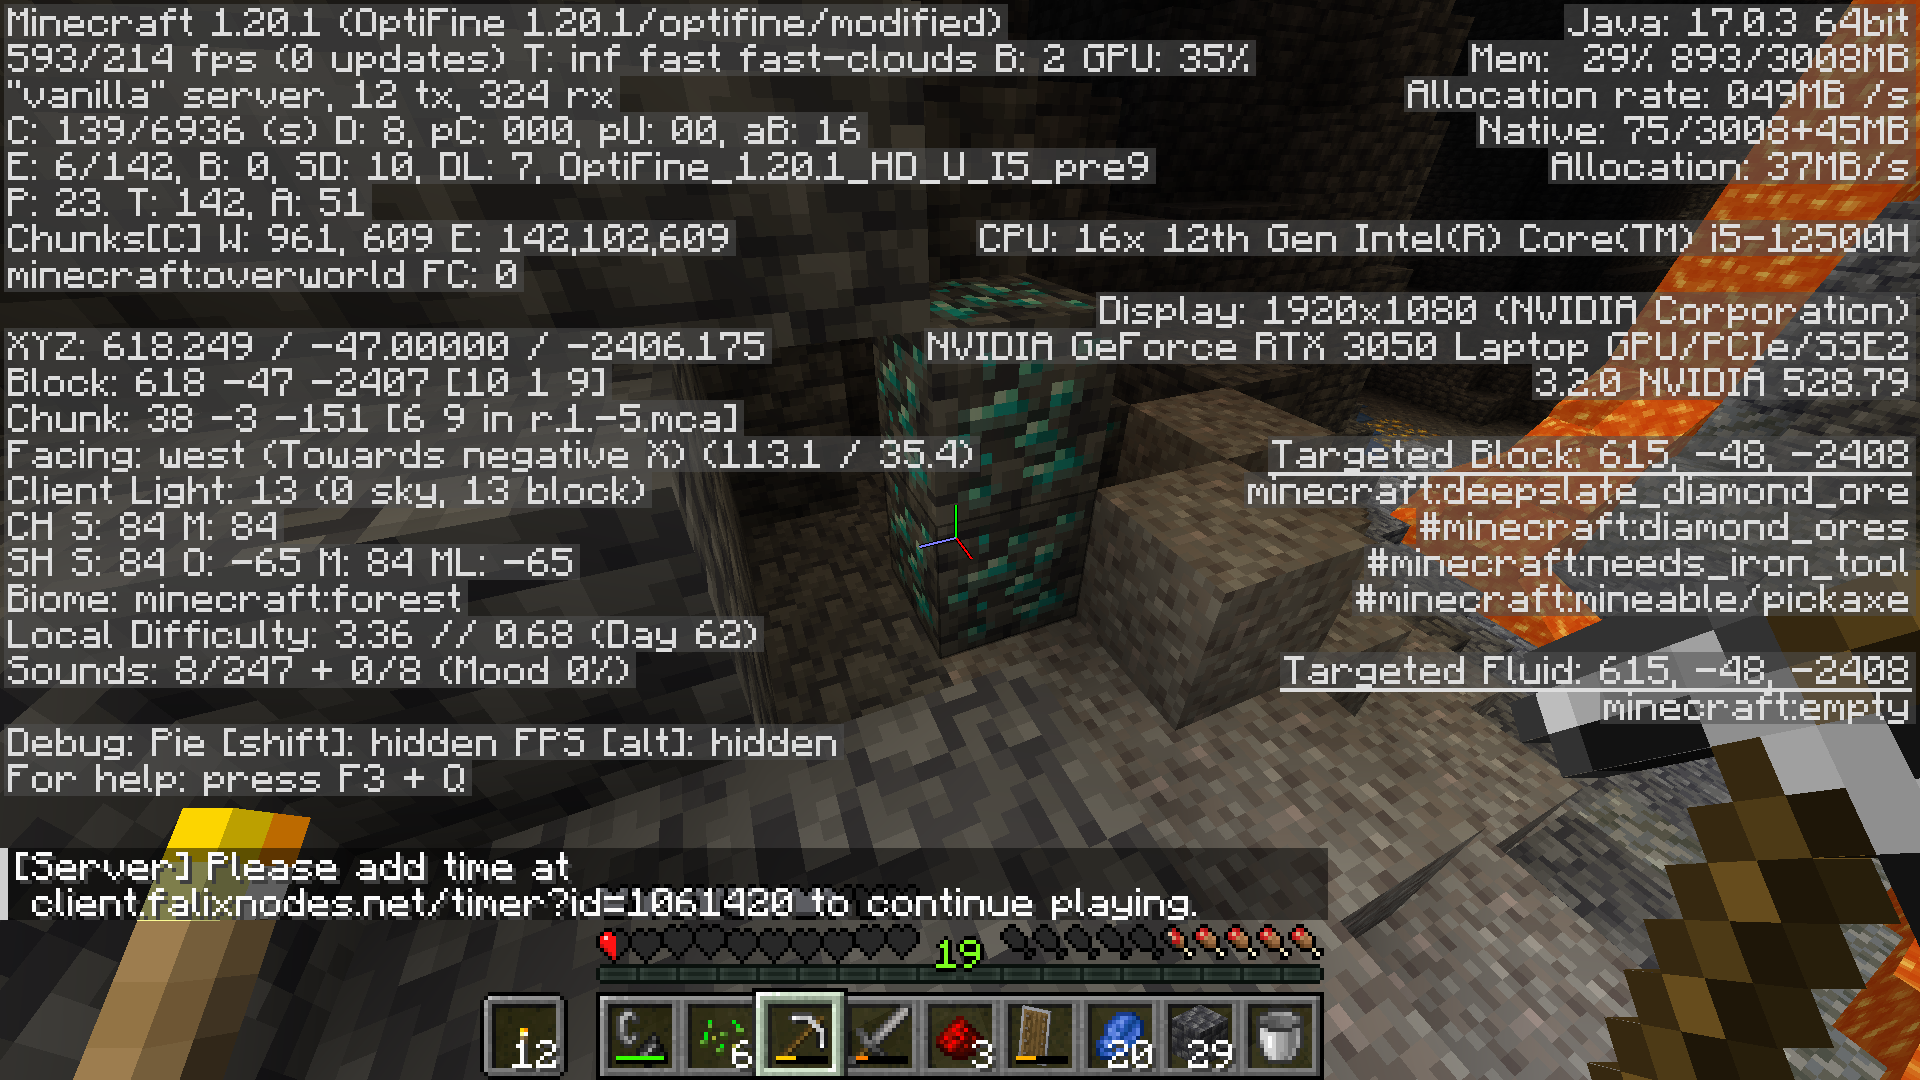 Minecraft 1.20.1 (OptiFine 1.20.1/optifine/modified)
593/214 fps (0 updates) T: inf fast fast-clouds B: 2 GPU: 35%
"vanilla" server, 12 tx, 324 rx
C: 139/6936 (s) D: 8, pC: 000, pU: 00, aB: 16
E: 6/142, B: 0, SD: 10, DL: 7, OptiFine_1.20.1_HD_U_I5_pre9
P: 23. T: 142, A: 51
Chunks[C] W: 961, 609 E: 142,102,609
minecraft:overworld FC: 0
XYZ: 618.249 / -47.00000 / -2406.175
Block: 618 -47 -2407 [10 1 9]
Chunk: 38 -3 -151 [6 9 in r.1.-5.mca]
Facing: west (Towards negative X) (113.1 / 35.4)
Client Light: 13 (0 sky, 13 block)
CH S: 84 M: 84
SH S: 84 O: -65 M: 84 ML: -65
Biome: minecraft:forest
Local Difficulty: 3.36 // 0.68 (Day 62)
Sounds: 8/247 + 0/8 (Mood 0%)
Debug: Pie [shift]: hidden FPS [alt]: hidden
For help: press F3 + Q
Java: 17.0.3 64bit
Mem: 29% 893/3008MB
Allocation rate: 049MB /s
Native: 75/3008+45MB
Allocation: 37MB/s
CPU: 16x 12th Gen Intel(R) Core(TM) i5-12500H
Display: 1920x1080 (NVIDIA Corporation)
NVIDIA GeForce RTX 3050 Laptop GPU/PCIe/SSE2
3.2.0 NVIDIA 528.79
Targeted Block: 615, -48, -2408
minecraft:deepslate_diamond_ore
#minecraft:diamond_ores
#minecraft:needs_iron_tool
#minecraft:mineable/pickaxe
Targeted Fluid: 615, -48, -2408
minecraft:empty
[Server] Please add time at
client.falixnodes.net/timer?id=1061420 to continue playing.
19
12 6 3 20 29